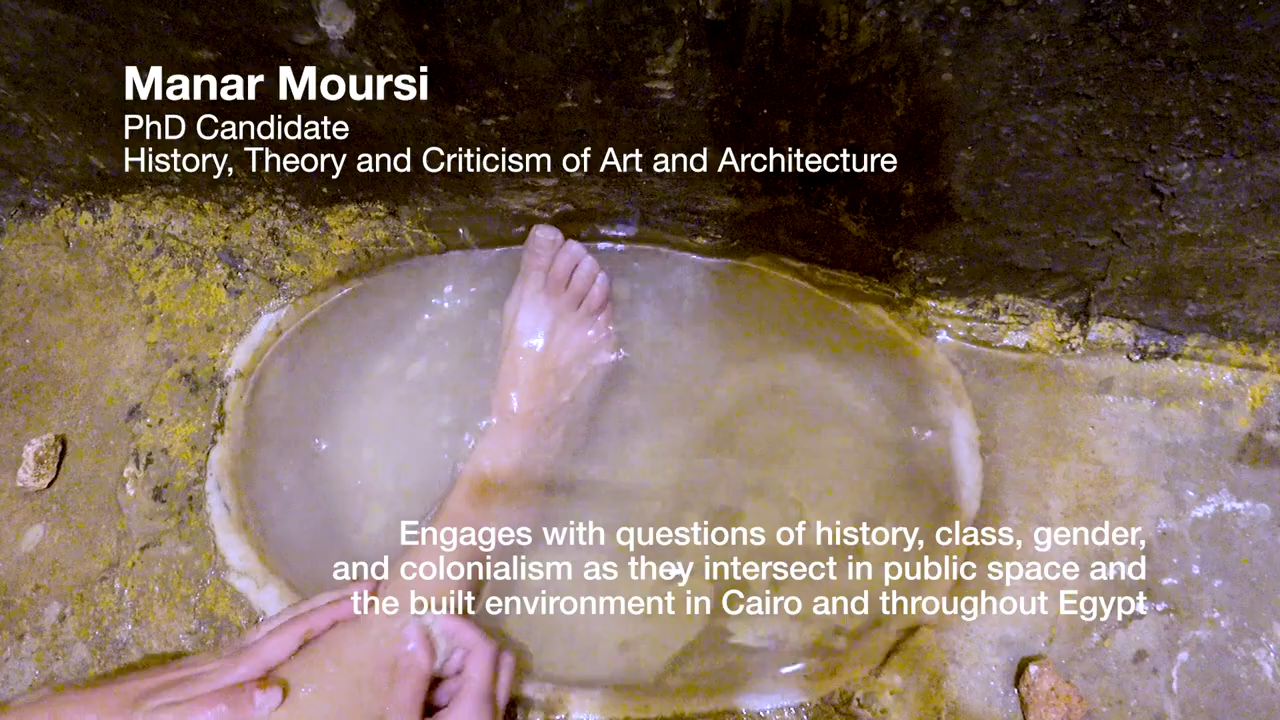 Manar Moursi
PhD Candidate
History, Theory and Criticism of Art and Architecture
Engages with questions of history, class, gender,
and colonialism as they intersect in public space and
the built environment in Cairo and throughout Egypt